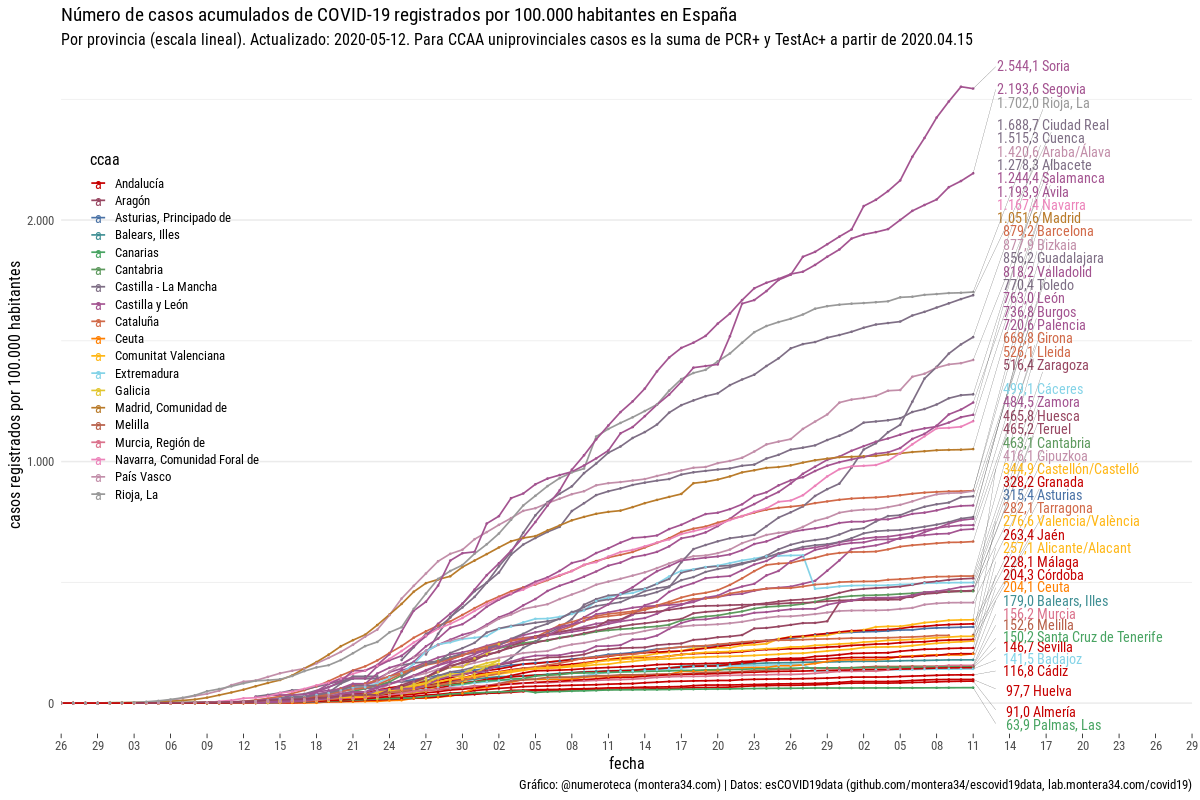 Número de casos acumulados de COVID-19 registrados por 100.000 habitantes en España
Por provincia (escala lineal). Actualizado: 2020-05-12. Para CCAA uniprovinciales casos es la suma de PCR+ y TestAc+ a partir de 2020.04.15
casos registrados por 100.000 habitantes
2.000
1.000
0
ccaa
Andalucía
Aragón
Asturias, Principado de
Balears, Illes
Canarias
Cantabria
Castilla - La Mancha
Castilla y León
Cataluña
Ceuta
Comunitat Valenciana
Extremadura
Galicia
Madrid, Comunidad de
Melilla
Murcia, Región de
Navarra, Comunidad Foral de
País Vasco
Rioja, La
2.544,1 Soria
2.193,6 Segovia
1.702,0 Rioja, La
1.688,7 Ciudad Real
1.515,3 Cuenca
1.420,6 Araba/Álava
1.278,3 Albacete
1.244,4 Salamanca
1.193,9 Ávila
1.167,4 Navarra
1.051,6 Madrid
879,2 Barcelona
877,9 Bizkaia
856,2 Guadalajara
818,2 Valladolid
770,4 Toledo
763,0 León
736,8 Burgos
720,6 Palencia
668,8 Girona
526,1 Lleida
516,4 Zaragoza
499,1 Cáceres
484,5 Zamora
465,8 Huesca
465,2 Teruel
463,1 Cantabria
416,1 Gipuzkoa
344,9 Castellón/Castelló
328,2 Granada
315,4 Asturias
282,1 Tarragona
276,6 Valencia/València
263,4 Jaén
257,1 Alicante/Alacant
228,1 Málaga
204,3 Córdoba
204,1 Ceuta
179,0 Balears, Illes
156,2 Murcia
152,6 Melilla
150,2 Santa Cruz de Tenerife
146,7 Sevilla
141,5 Badajoz
116,8 Cádiz
97,7 Huelva
91,0 Almería
63,9 Palmas, Las
26 29 03 06 09 12 15 18 21 24 27 30 02 05 08 11 14 17 20 23 26 29 02 05 08 11 14 17 20 23 26 29
fecha
Gráfico: @numeroteca (montera34.com) | Datos: esCOVID19data (github.com/montera34/escovid19data, lab.montera34.com/covid19)